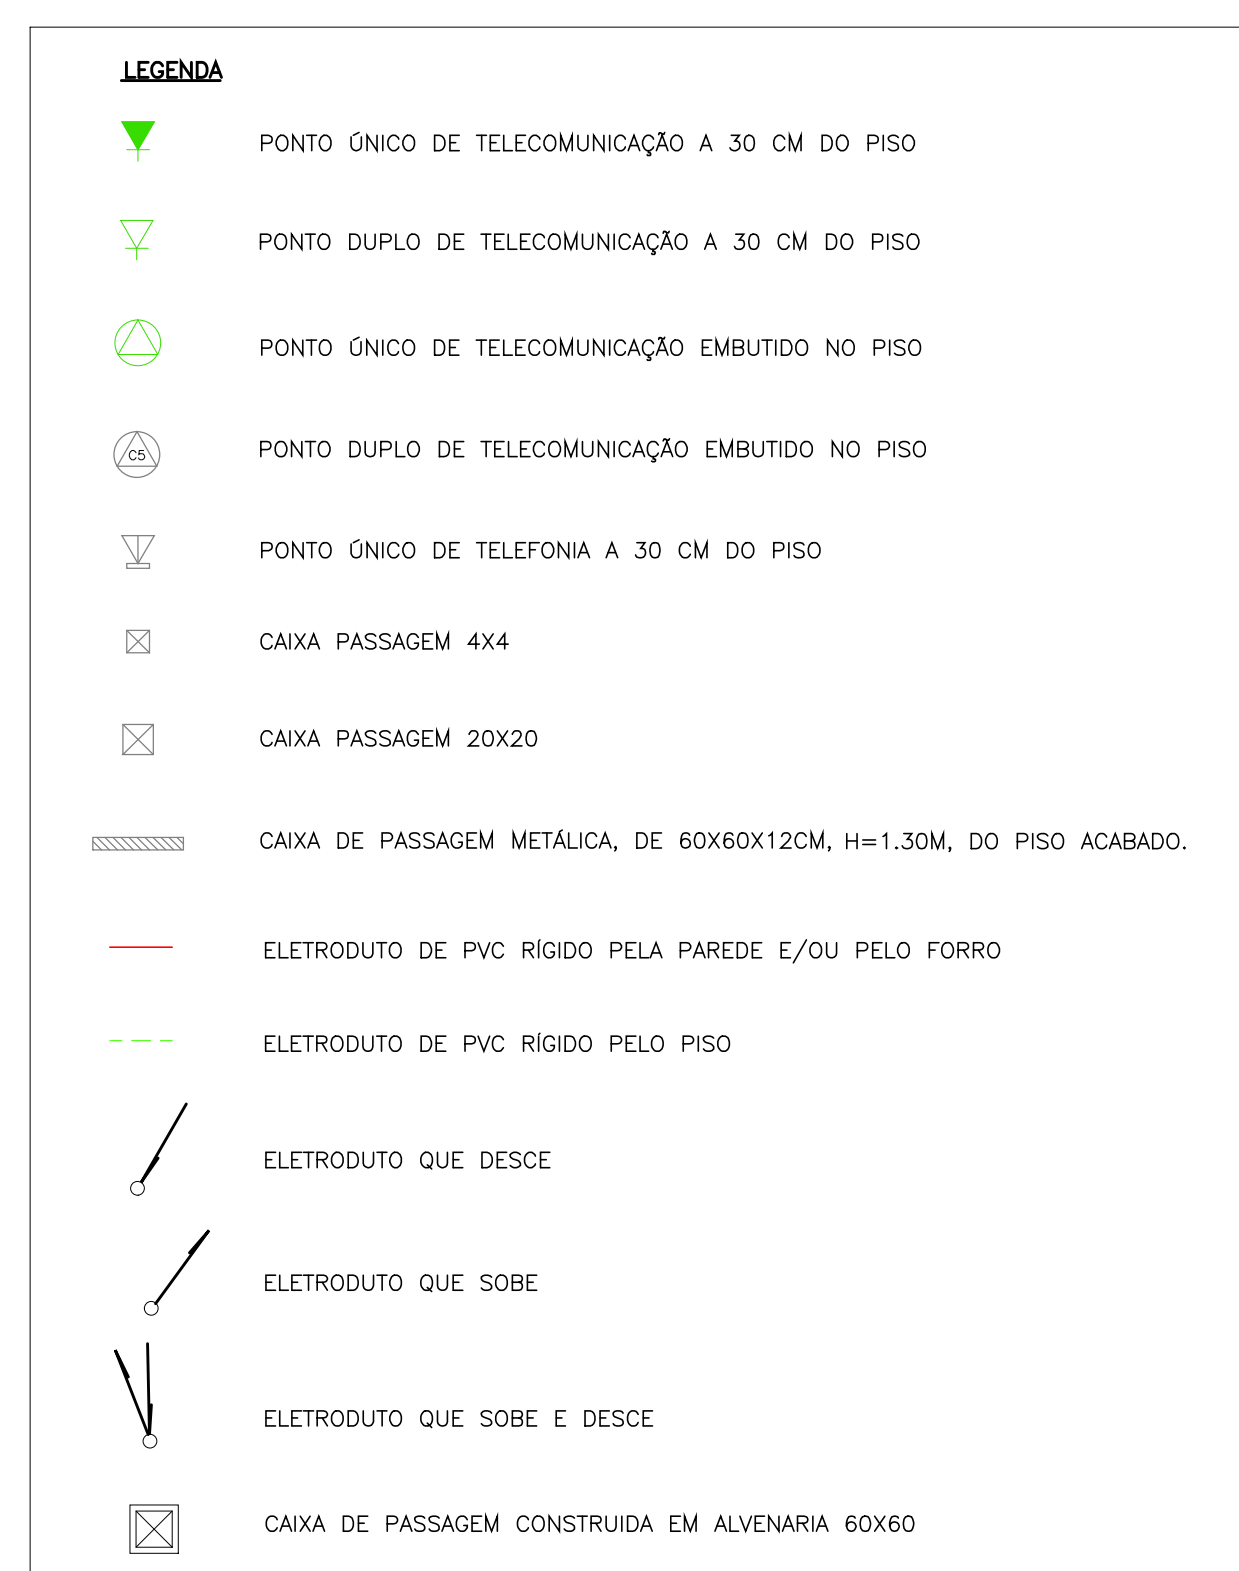 LEGENDA
PONTO ÚNICO DE TELECOMUNICAÇÃO A 30 CM DO PISO
PONTO DUPLO DE TELECOMUNICAÇÃO A 30 CM DO PISO
PONTO ÚNICO DE TELECOMUNICAÇÃO EMBUTIDO NO PISO
C5 PONTO DUPLO DE TELECOMUNICAÇÃO EMBUTIDO NO PISO
PONTO ÚNICO DE TELEFONIA A 30 CM DO PISO
CAIXA PASSAGEM 4X4
CAIXA PASSAGEM 20X20
CAIXA DE PASSAGEM METÁLICA, DE 60X60X12CM, H=1.30M, DO PISO ACABADO.
ELETRODUTO DE PVC RÍGIDO PELA PAREDE E/OU PELO FORRO
ELETRODUTO DE PVC RÍGIDO PELO PISO
ELETRODUTO QUE DESCE
ELETRODUTO QUE SOBE
ELETRODUTO QUE SOBE E DESCE
CAIXA DE PASSAGEM CONSTRUIDA EM ALVENARIA 60X60